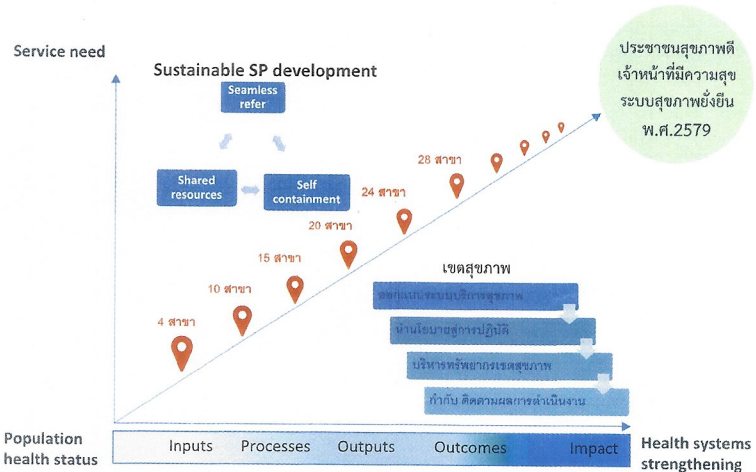 Service need
ประชาชนสุขภาพดี
เจ้าหน้าที่มีความสุข
ระบบสุขภาพยั่งยืน
พ.ศ.2579
Sustainable SP development
Seamless
refer
Shared
resources
Self
containment
4 สาขา
10 สาขา
15 สาขา
20 สาขา
24 สาขา
28 สาขา
เขตสุขภาพ
ออกแบบระบบบริการสุขภาพ
นำนโยบายสู่การปฏิบัติ
บริหารทรัพยากรเขตสุขภาพ
กำกับ ติดตามผลการดำเนินงาน
Population
health status
Inputs
Processes
Outputs
Outcomes
Impact
Health systems
strengthening